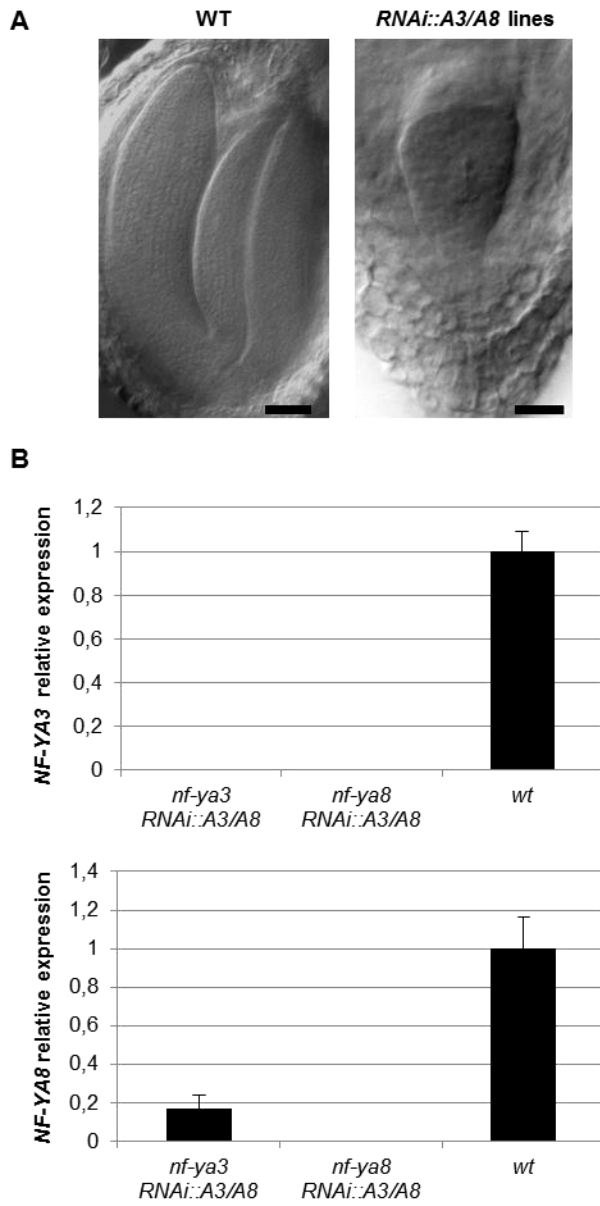 A
WT
RNAi::A3/A8 lines
B
NF-YA3 relative expression
1,2
1
0,8
0,6
0,4
0,2
0
nf-ya3
RNAi::A3/A8
nf-ya8
RNAi::A3/A8
wt
NF-YA8 relative expression
1,4
1,2
1
0,8
0,6
0,4
0,2
0
nf-ya3
RNAi::A3/A8
nf-ya8
RNAi::A3/A8
wt